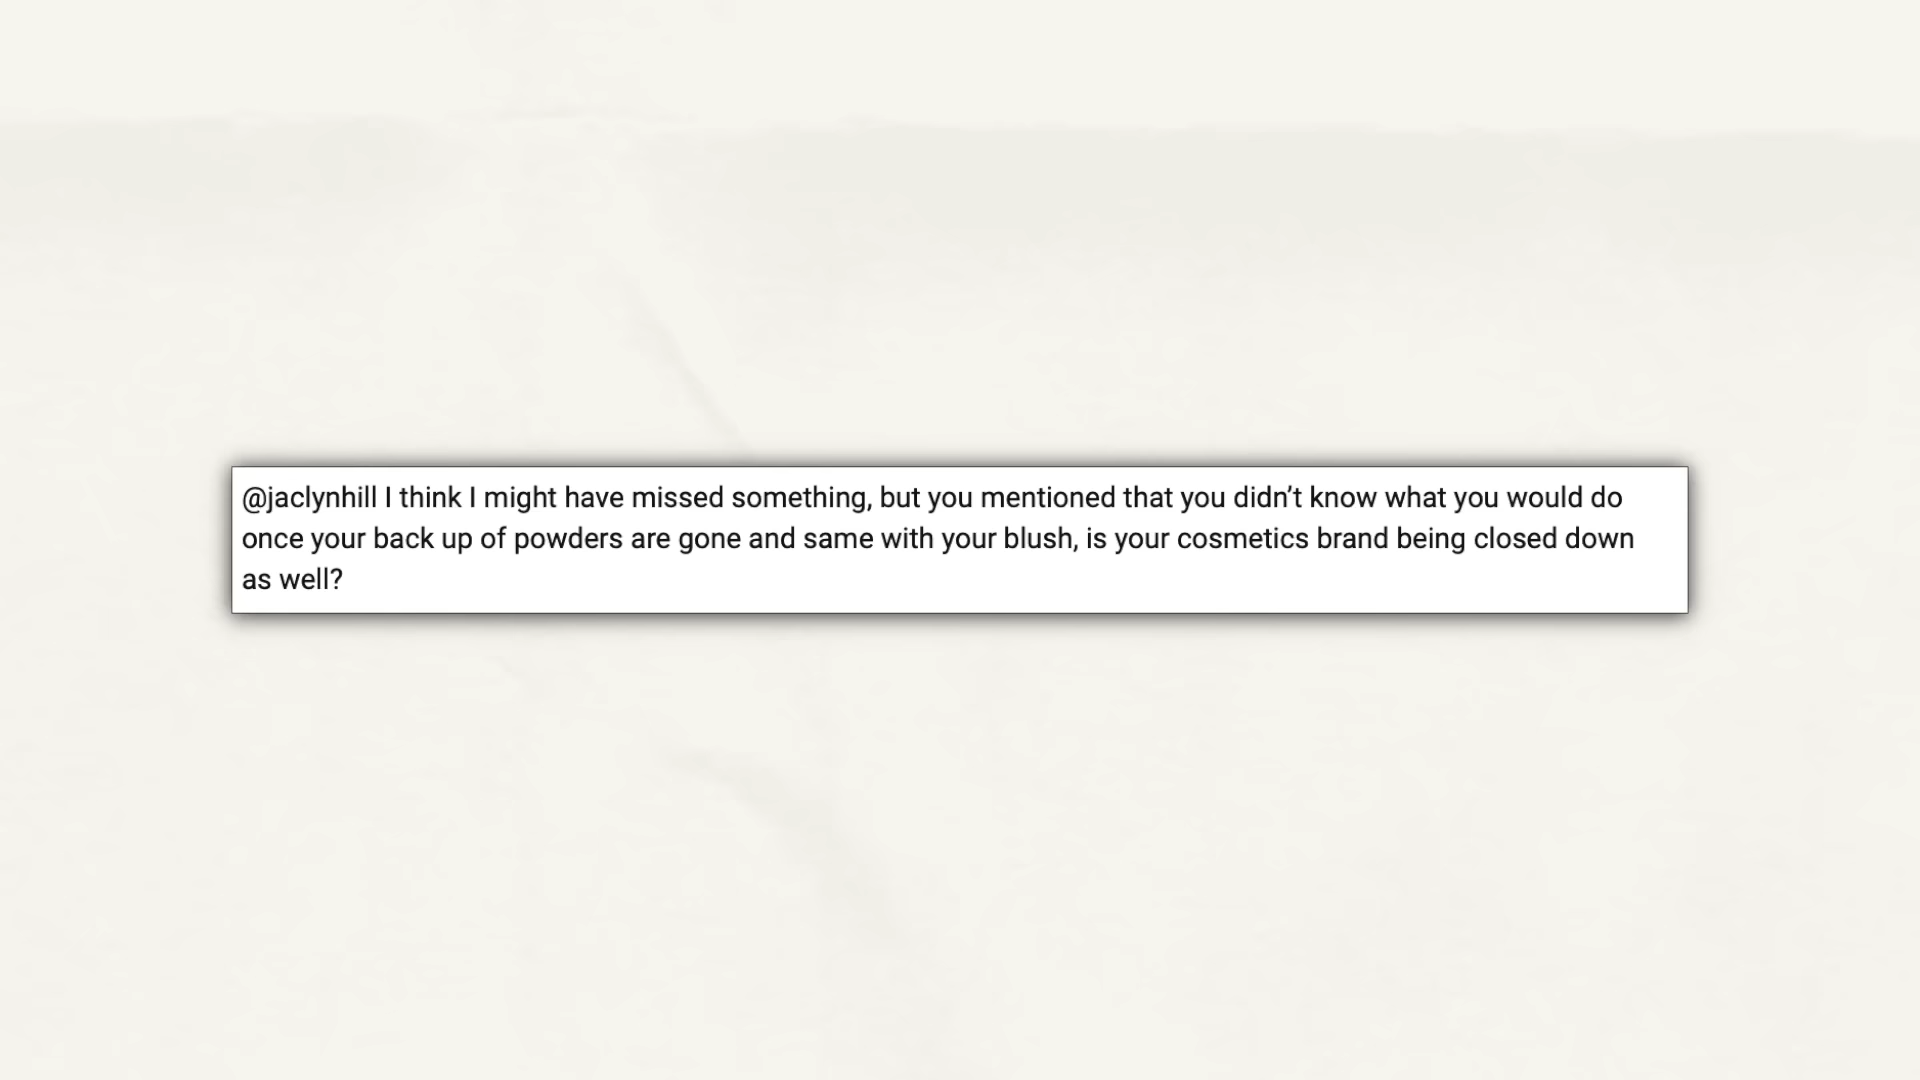 @jaclynhill I think I might have missed something, but you mentioned that you didn’t know what you would do
once your back up of powders are gone and same with your blush, is your cosmetics brand being closed down
as well?